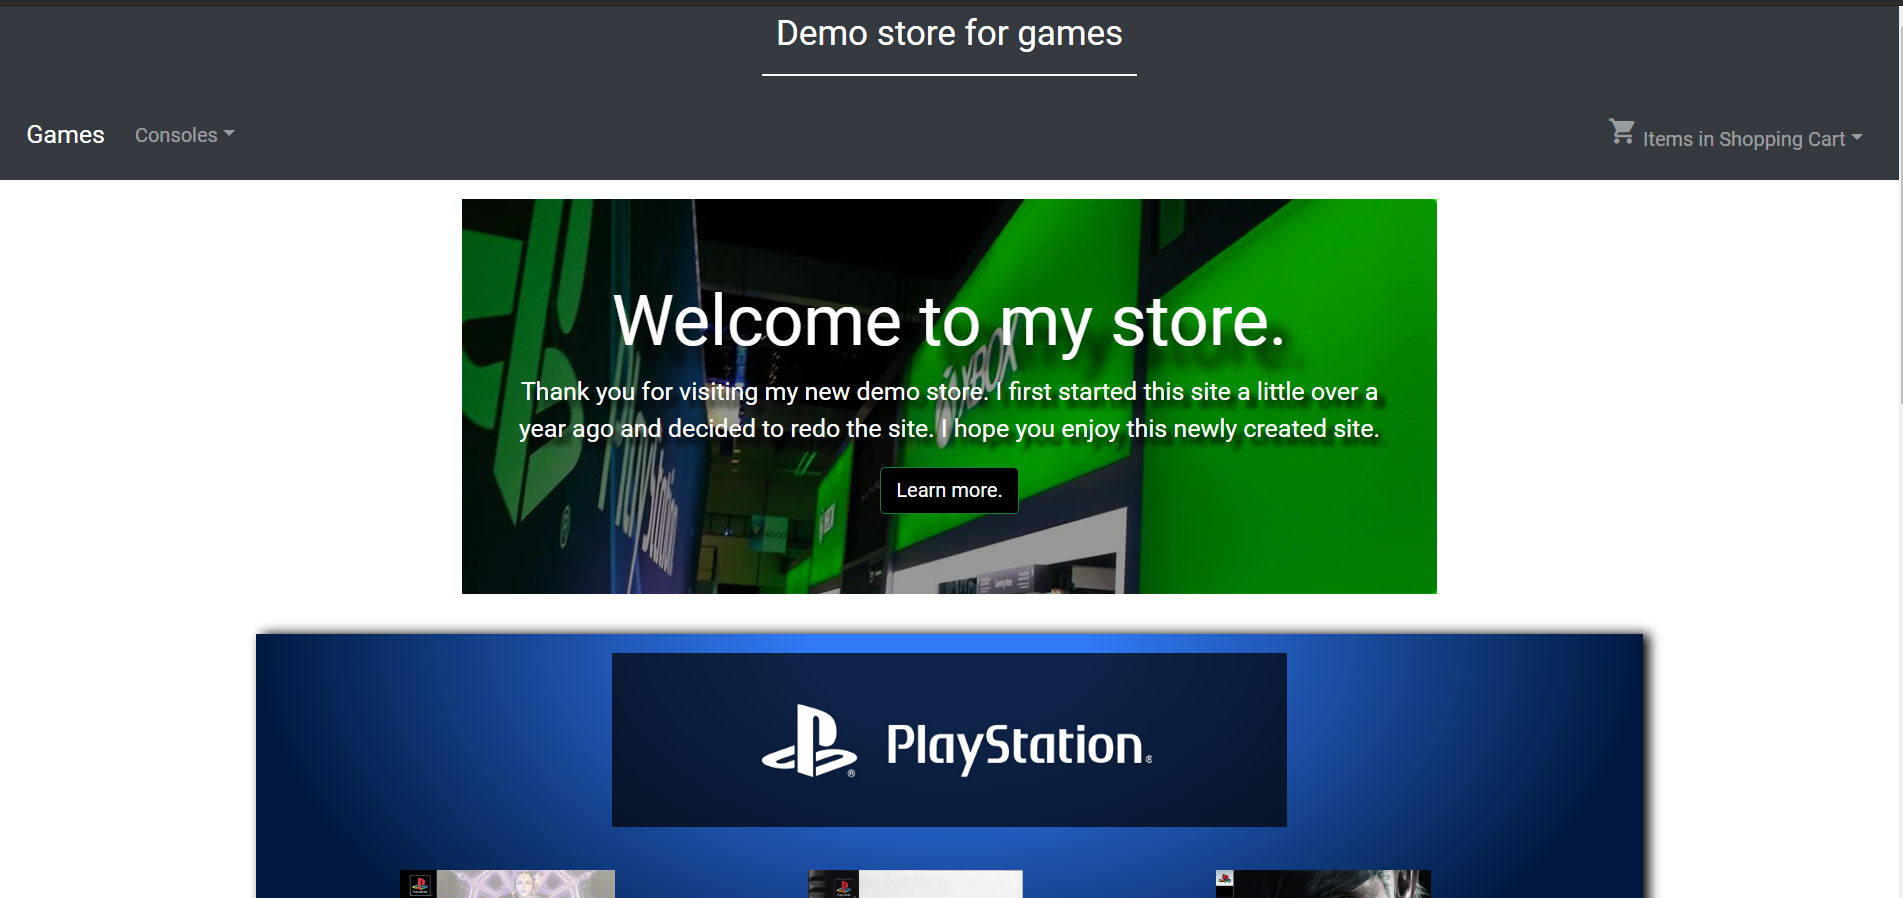 Demo store for games
Games
Consoles
Items in Shopping Cart
Welcome to my store.
Thank you for visiting my new demo store. I first started this site a little over a
year ago and decided to redo the site. I hope you enjoy this newly created site.
Learn more.
XBOX
PlayStation
PlayStation®